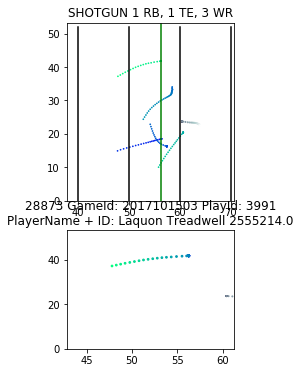 SHOTGUN 1 RB, 1 TE, 3 WR
50
40
30
20
10
0
40 50 60 70
28873 GameId: 2017101503 PlayId: 3991
PlayerName + ID: Laquon Treadwell 2555214.0
40
20
0
45 50 55 60